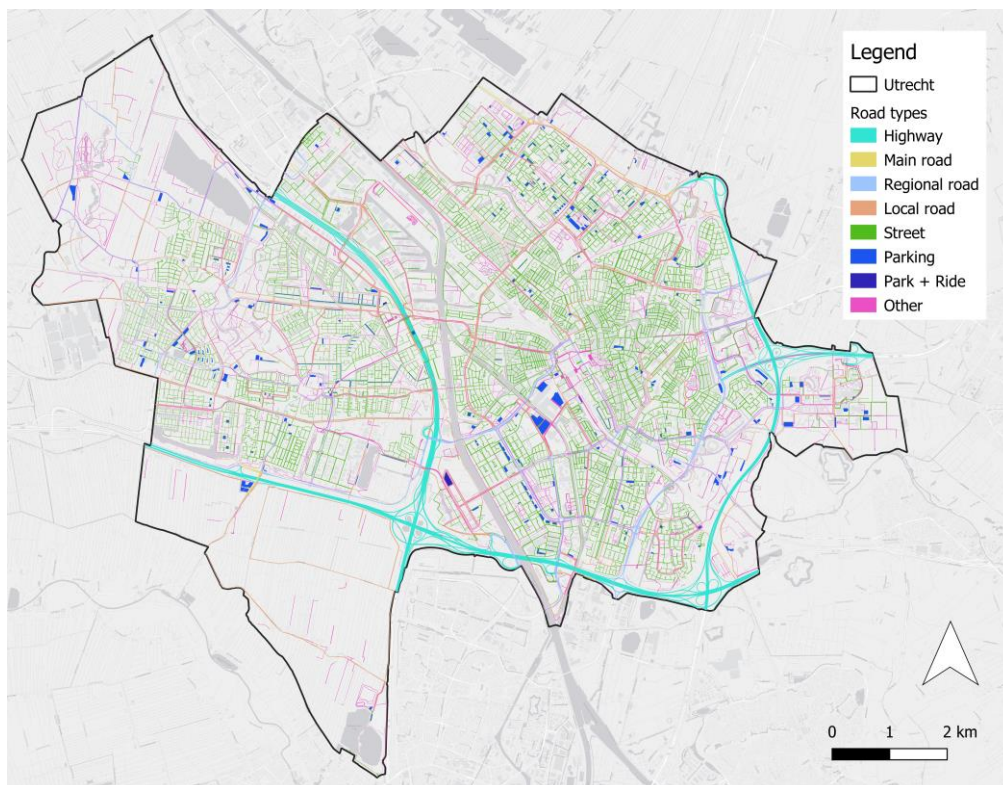 Legend
Utrecht
Road types
Highway
Main road
Regional road
Local road
Street
Parking
Park + Ride
Other
0 1 2 km